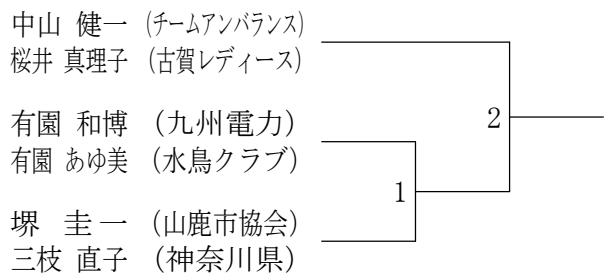 中山 健一 （チームアンバランス）
桜井 真理子 （古賀レディース）
有園 和博 （九州電力）
有園 あゆ美 （水鳥クラブ）
堺 圭一 （山鹿市協会）
三枝 直子 （神奈川県）
2
1